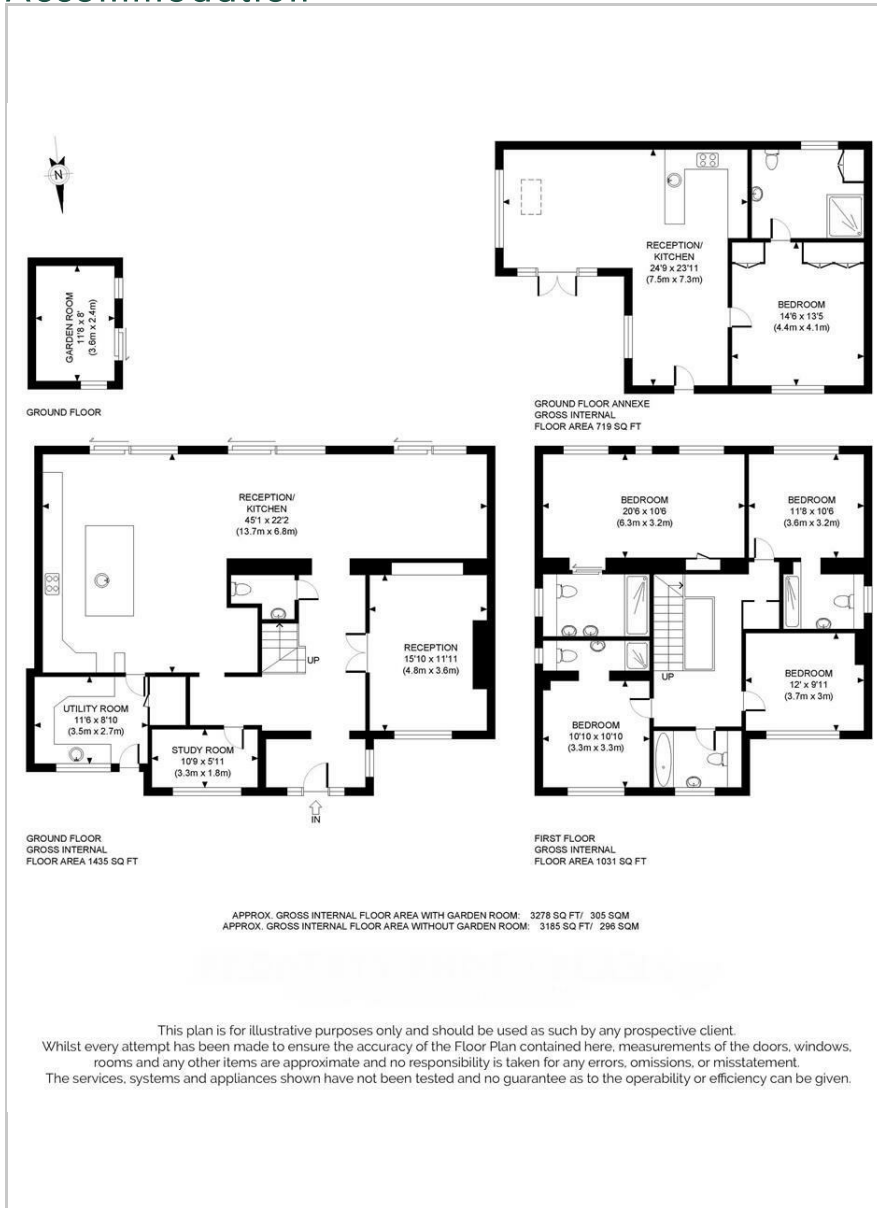 Accommodation
N
GARDEN ROOM
11'8 x 8'
(3.6m x 2.4m)
GROUND FLOOR
RECEPTION/
KITCHEN
24'9 x 23'11
(7.5m x 7.3m)
BEDROOM
14'6 x 13'5
(4.4m x 4.1m)
GROUND FLOOR ANNEXE
GROSS INTERNAL
FLOOR AREA 719 SQ FT
RECEPTION/
KITCHEN
45'1 x 22'2
(13.7m x 6.8m)
UP
RECEPTION
15'10 x 11'11
(4.8m x 3.6m)
UTILITY ROOM
11'6 x 8'10
(3.5m x 2.7m)
STUDY ROOM
10'9 x 5'11
(3.3m x 1.8m)
IN
GROUND FLOOR
GROSS INTERNAL
FLOOR AREA 1435 SQ FT
BEDROOM
20'6 x 10'6
(6.3m x 3.2m)
BEDROOM
11'8 x 10'6
(3.6m x 3.2m)
UP
BEDROOM
12' x 9'11
(3.7m x 3m)
BEDROOM
10'10 x 10'10
(3.3m x 3.3m)
FIRST FLOOR
GROSS INTERNAL
FLOOR AREA 1031 SQ FT
APPROX. GROSS INTERNAL FLOOR AREA WITH GARDEN ROOM: 3278 SQ FT/ 305 SQM
APPROX. GROSS INTERNAL FLOOR AREA WITHOUT GARDEN ROOM: 3185 SQ FT/ 296 SQM
This plan is for illustrative purposes only and should be used as such by any prospective client.
Whilst every attempt has been made to ensure the accuracy of the Floor Plan contained here, measurements of the doors, windows,
rooms and any other items are approximate and no responsibility is taken for any errors, omissions, or misstatement.
The services, systems and appliances shown have not been tested and no guarantee as to the operability or efficiency can be given.